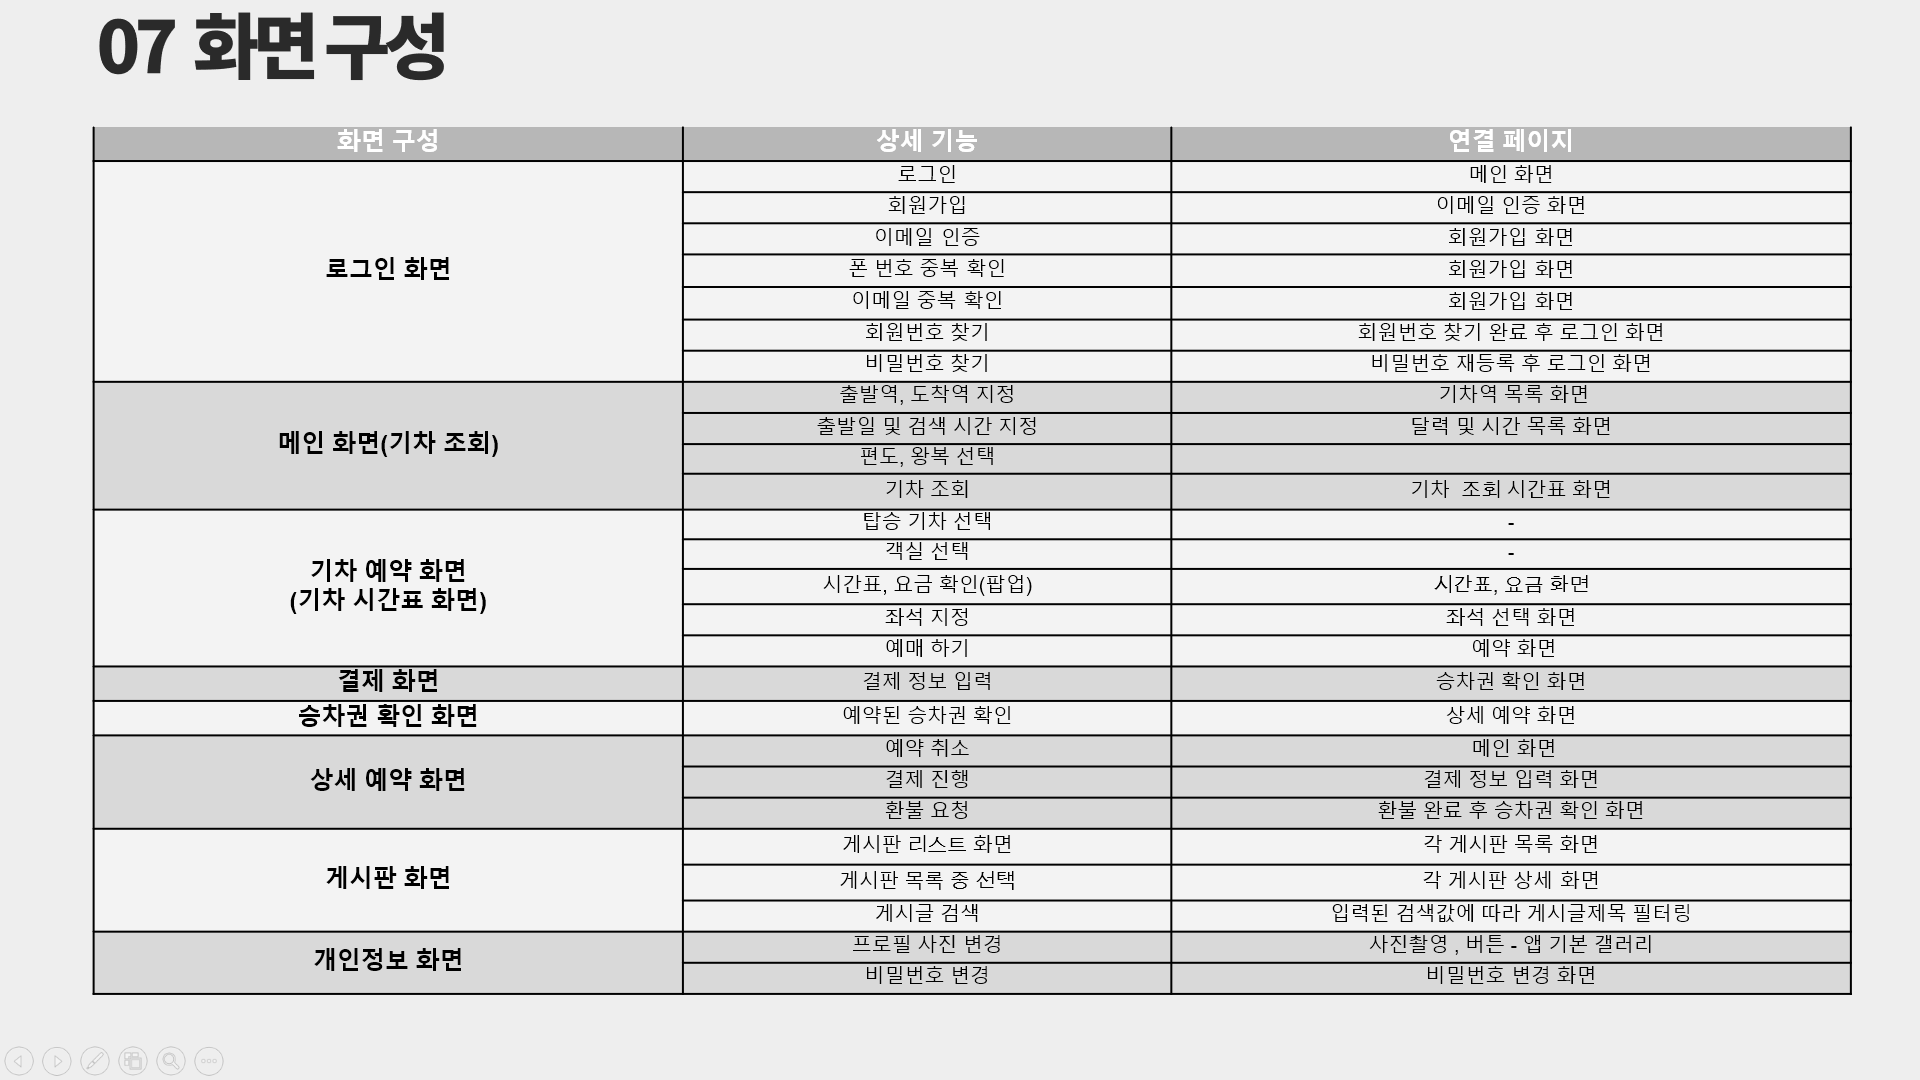 07 화면 구성
화면 구성 상세 기능 연결 페이지
로그인 화면
로그인 메인 화면
회원가입 이메일 인증 화면
이메일 인증 회원가입 화면
폰 번호 중복 확인 회원가입 화면
이메일 중복 확인 회원가입 화면
회원번호 찾기 회원번호 찾기 완료 후 로그인 화면
비밀번호 찾기 비밀번호 재등록 후 로그인 화면
메인 화면(기차 조회)
출발역, 도착역 지정 기차역 목록 화면
출발일 및 검색 시간 지정 달력 및 시간 목록 화면
편도, 왕복 선택
기차 조회 기차  조회 시간표 화면
기차 예약 화면
(기차 시간표 화면)
탑승 기차 선택 -
객실 선택 -
시간표, 요금 확인(팝업) 시간표, 요금 화면
좌석 지정 좌석 선택 화면
예매 하기 예약 화면
결제 화면 결제 정보 입력 승차권 확인 화면
승차권 확인 화면 예약된 승차권 확인 상세 예약 화면
상세 예약 화면
예약 취소 메인 화면
결제 진행 결제 정보 입력 화면
환불 요청 환불 완료 후 승차권 확인 화면
게시판 화면
게시판 리스트 화면 각 게시판 목록 화면
게시판 목록 중 선택 각 게시판 상세 화면
게시글 검색 입력된 검색값에 따라 게시글제목 필터링
개인정보 화면
프로필 사진 변경 사진촬영 , 버튼 - 앱 기본 갤러리
비밀번호 변경 비밀번호 변경 화면